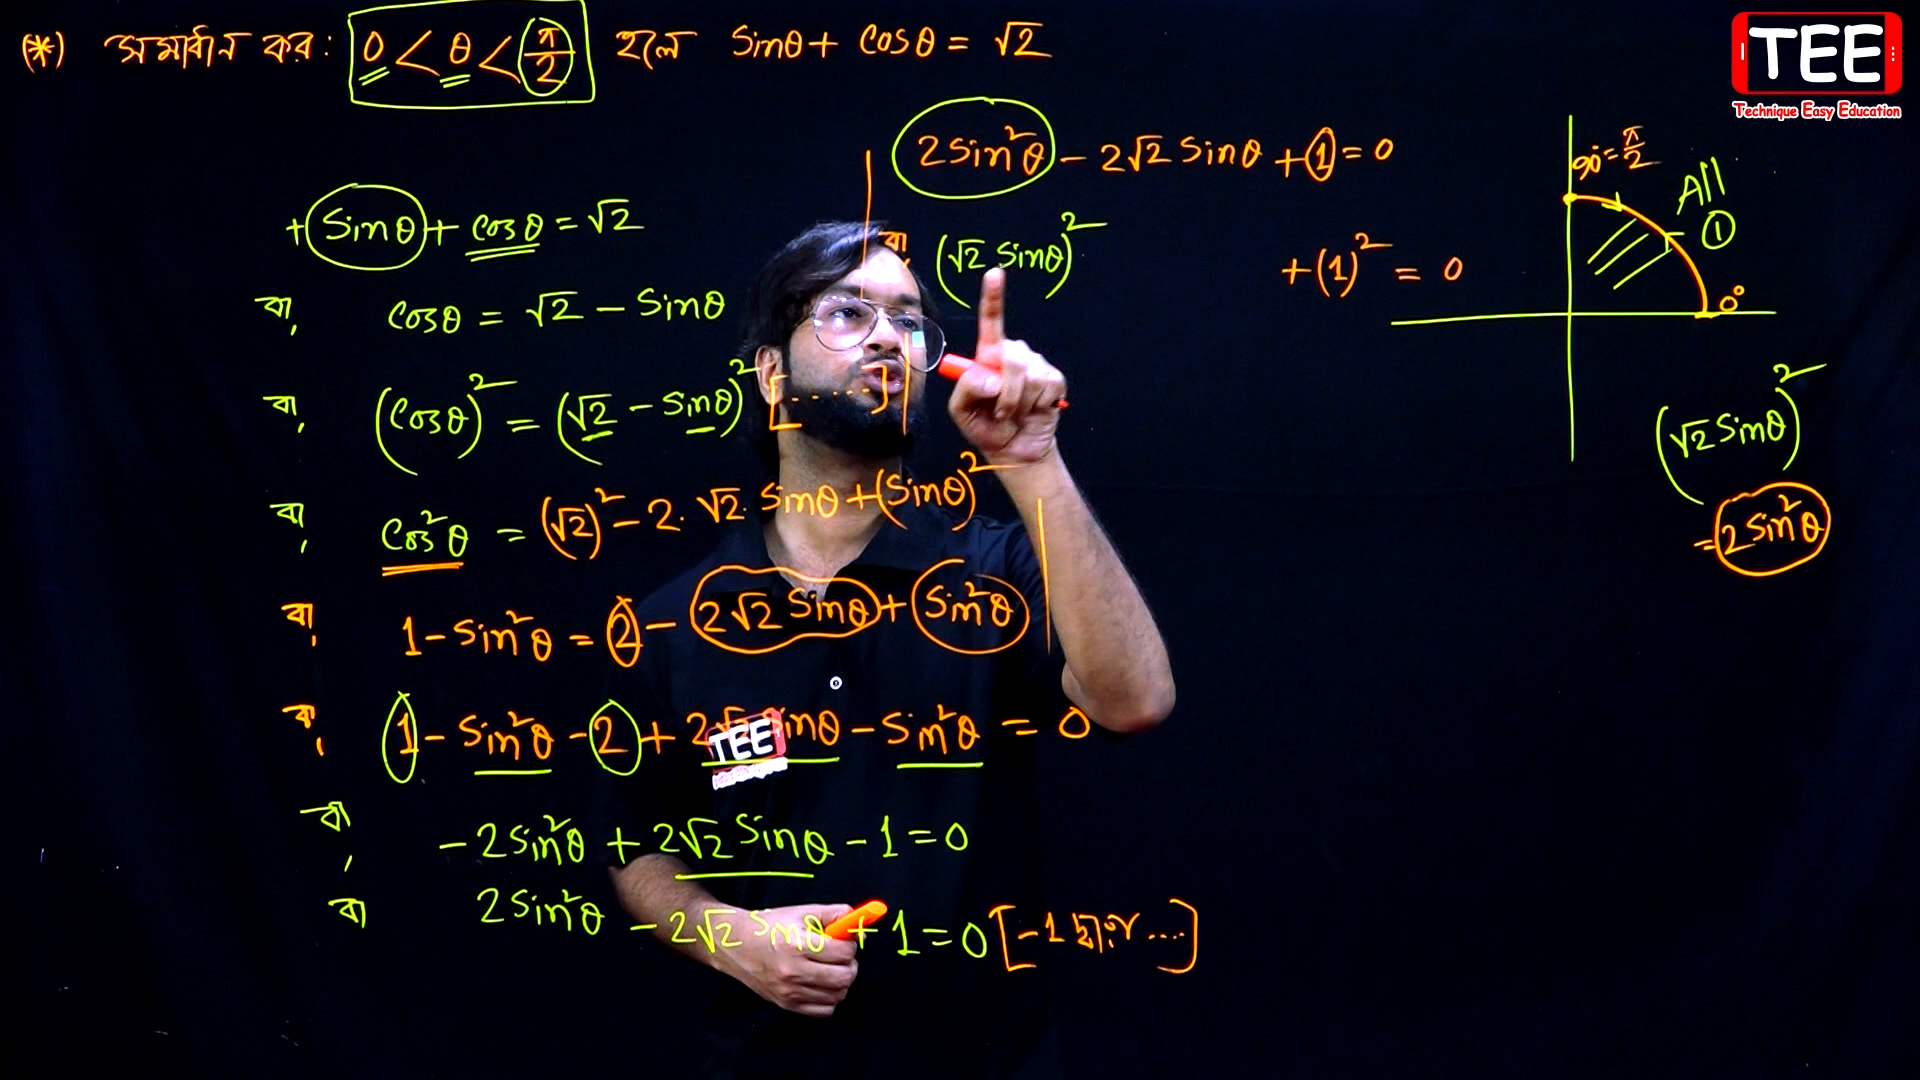 (*) সমাধান কর: 0 < θ < π/2 হলে sinθ + cosθ = √2
+ sinθ + cosθ = √2
বা, cosθ = √2 − sinθ
বা, (cosθ)² = (√2 − sinθ)² [.......]
বা, cos²θ = (√2)² − 2. √2. sinθ + (sinθ)²
বা, 1 − sin²θ = 2 − 2√2 sinθ + sin²θ
বা, 1 − sin²θ − 2 + 2√2 sinθ − sin²θ = 0
বা, −2sin²θ + 2√2 sinθ − 1 = 0
বা 2sin²θ − 2√2 sinθ + 1 = 0 [−1 দ্বারা ....]
2sin²θ − 2√2 sinθ + 1 = 0
বা, (√2 sinθ)² + (1)² = 0
90° = π/2
All
1
0°
(√2 sinθ)²
= 2sin²θ
TEE
Technique Easy Education
TEE